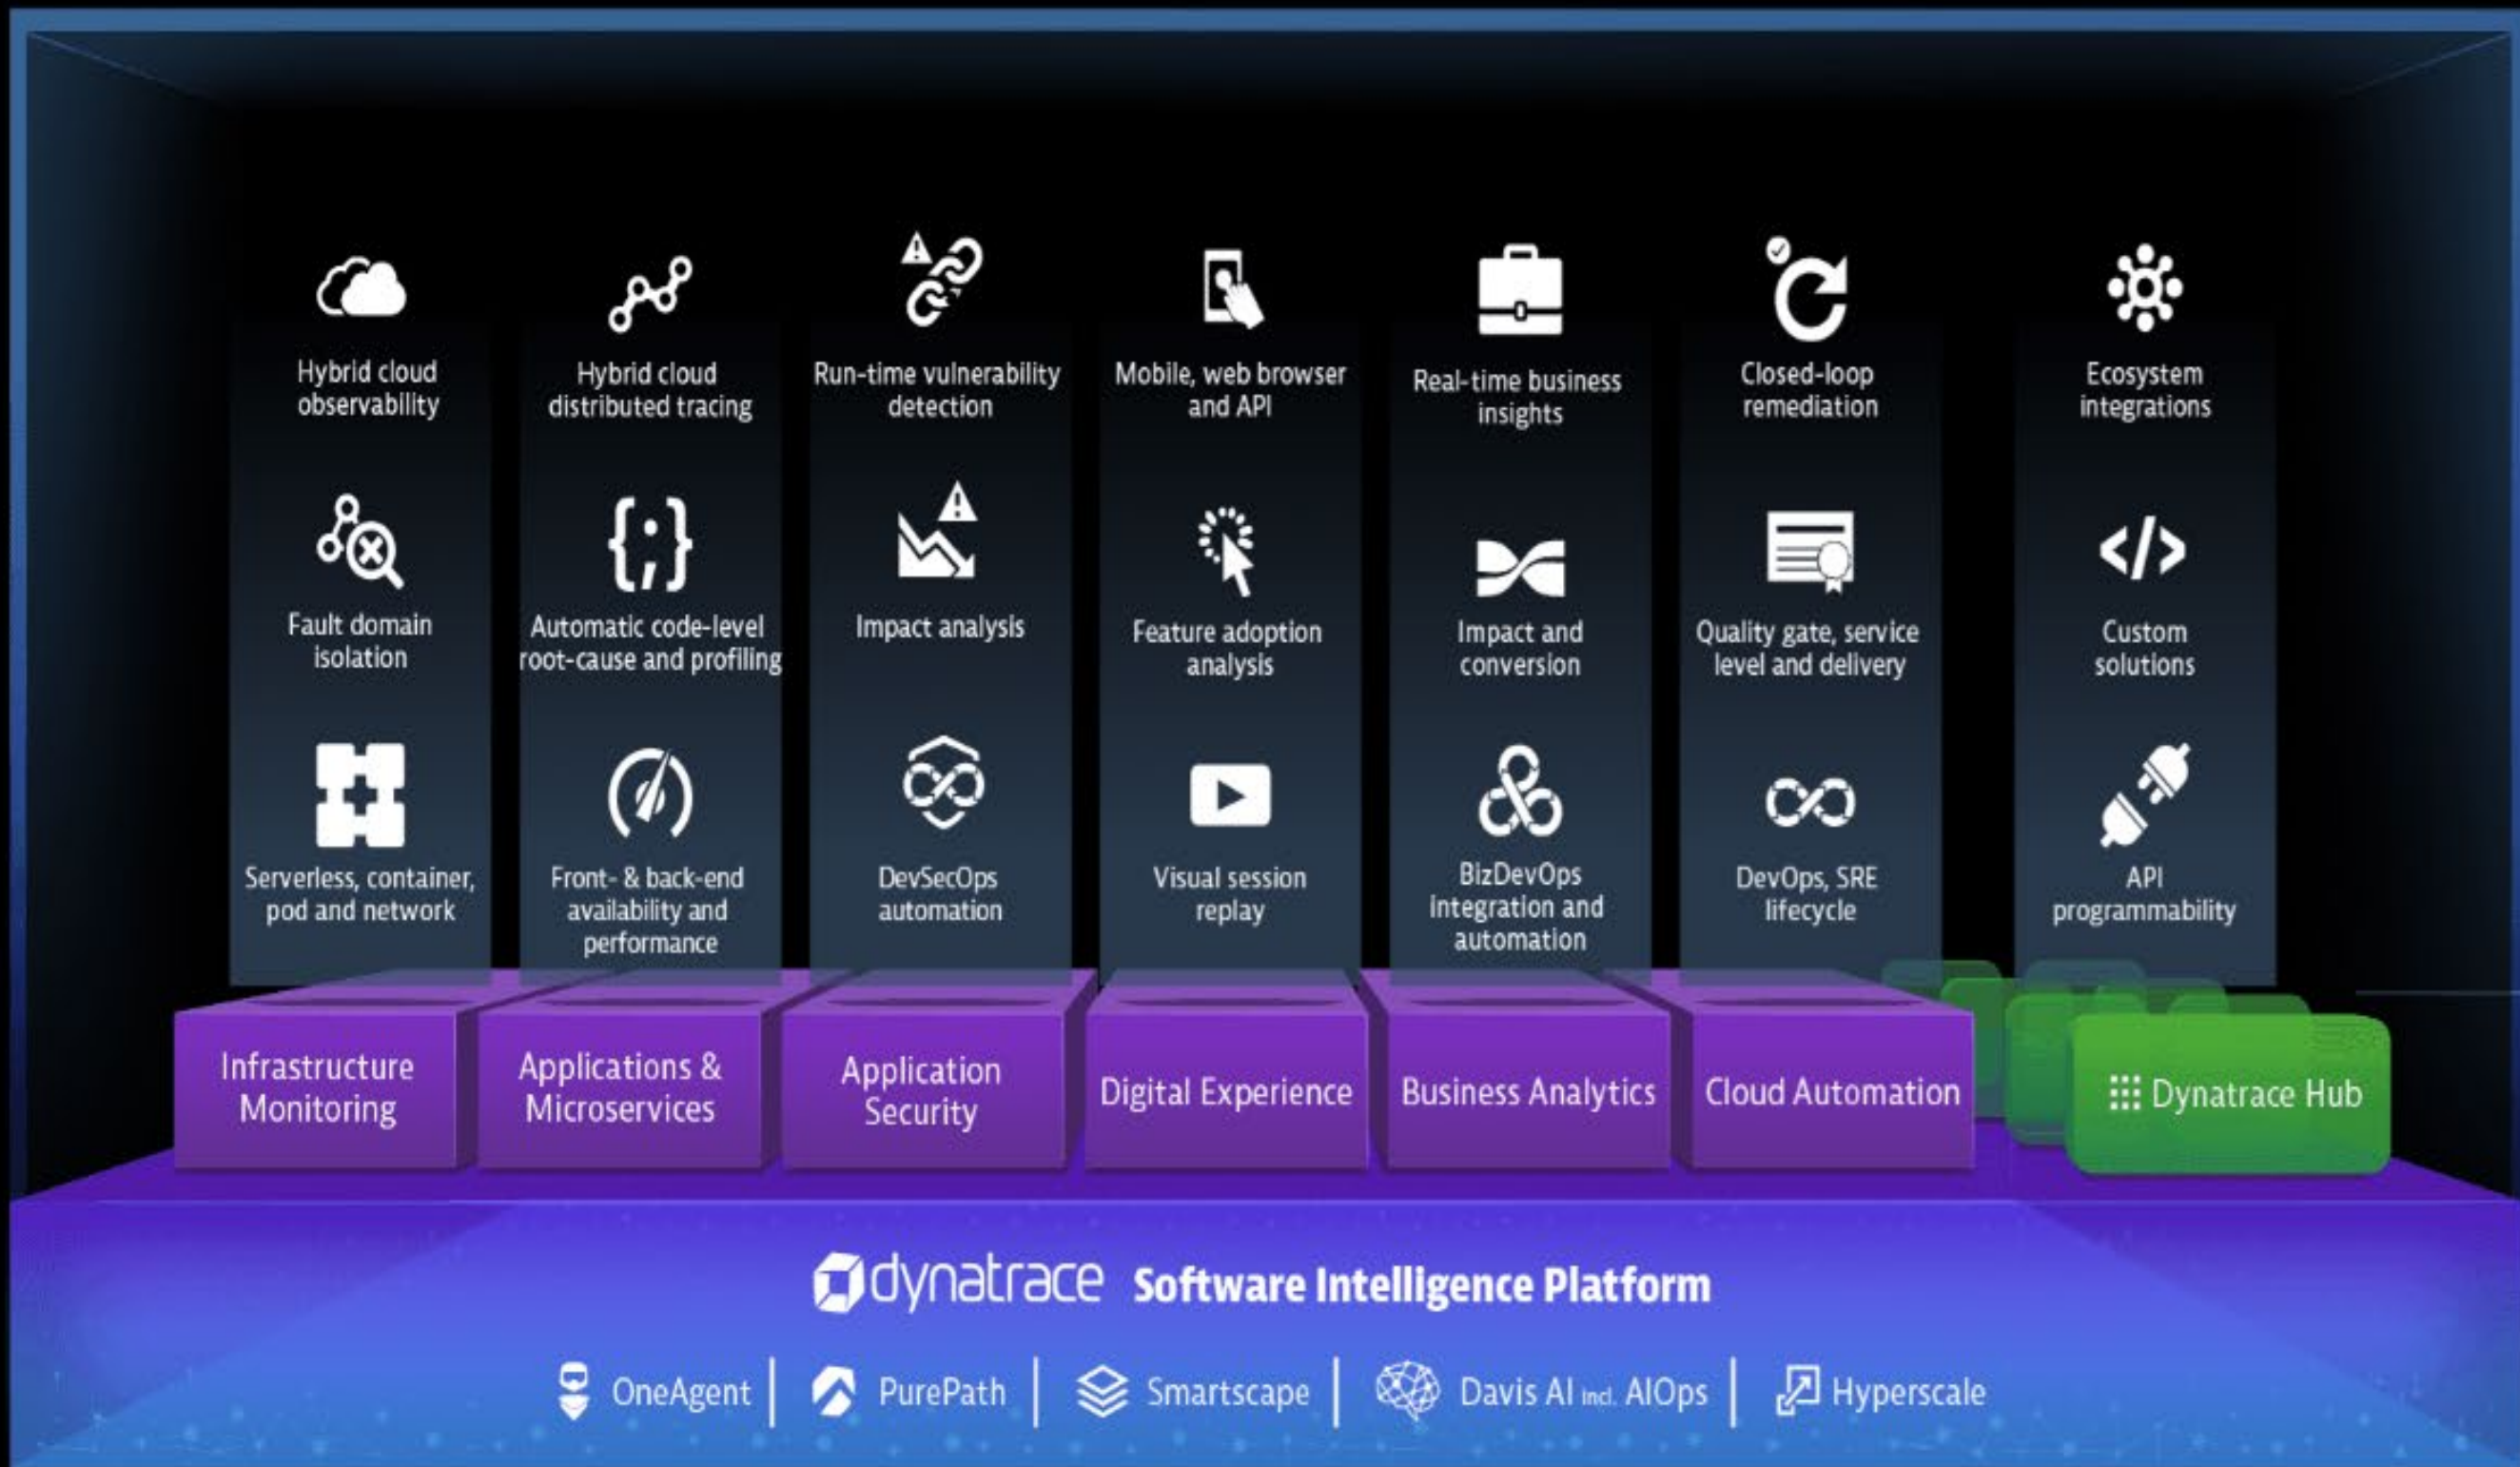 Hybrid cloud
observability
Hybrid cloud
distributed tracing
Run-time vulnerability
detection
Mobile, web browser
and API
Real-time business
insights
Closed-loop
remediation
Ecosystem
integrations
Fault domain
isolation
Automatic code-level
root-cause and profiling
Impact analysis
Feature adoption
analysis
Impact and
conversion
Quality gate, service
level and delivery
Custom
solutions
Serverless, container,
pod and network
Front- & back-end
availability and
performance
DevSecOps
automation
Visual session
replay
BizDevOps
integration and
automation
DevOps, SRE
lifecycle
API
programmability
Infrastructure
Monitoring
Applications &
Microservices
Application
Security
Digital Experience
Business Analytics
Cloud Automation
Dynatrace Hub
dynatrace Software Intelligence Platform
OneAgent
PurePath
Smartscape
Davis AI incl. AIOps
Hyperscale